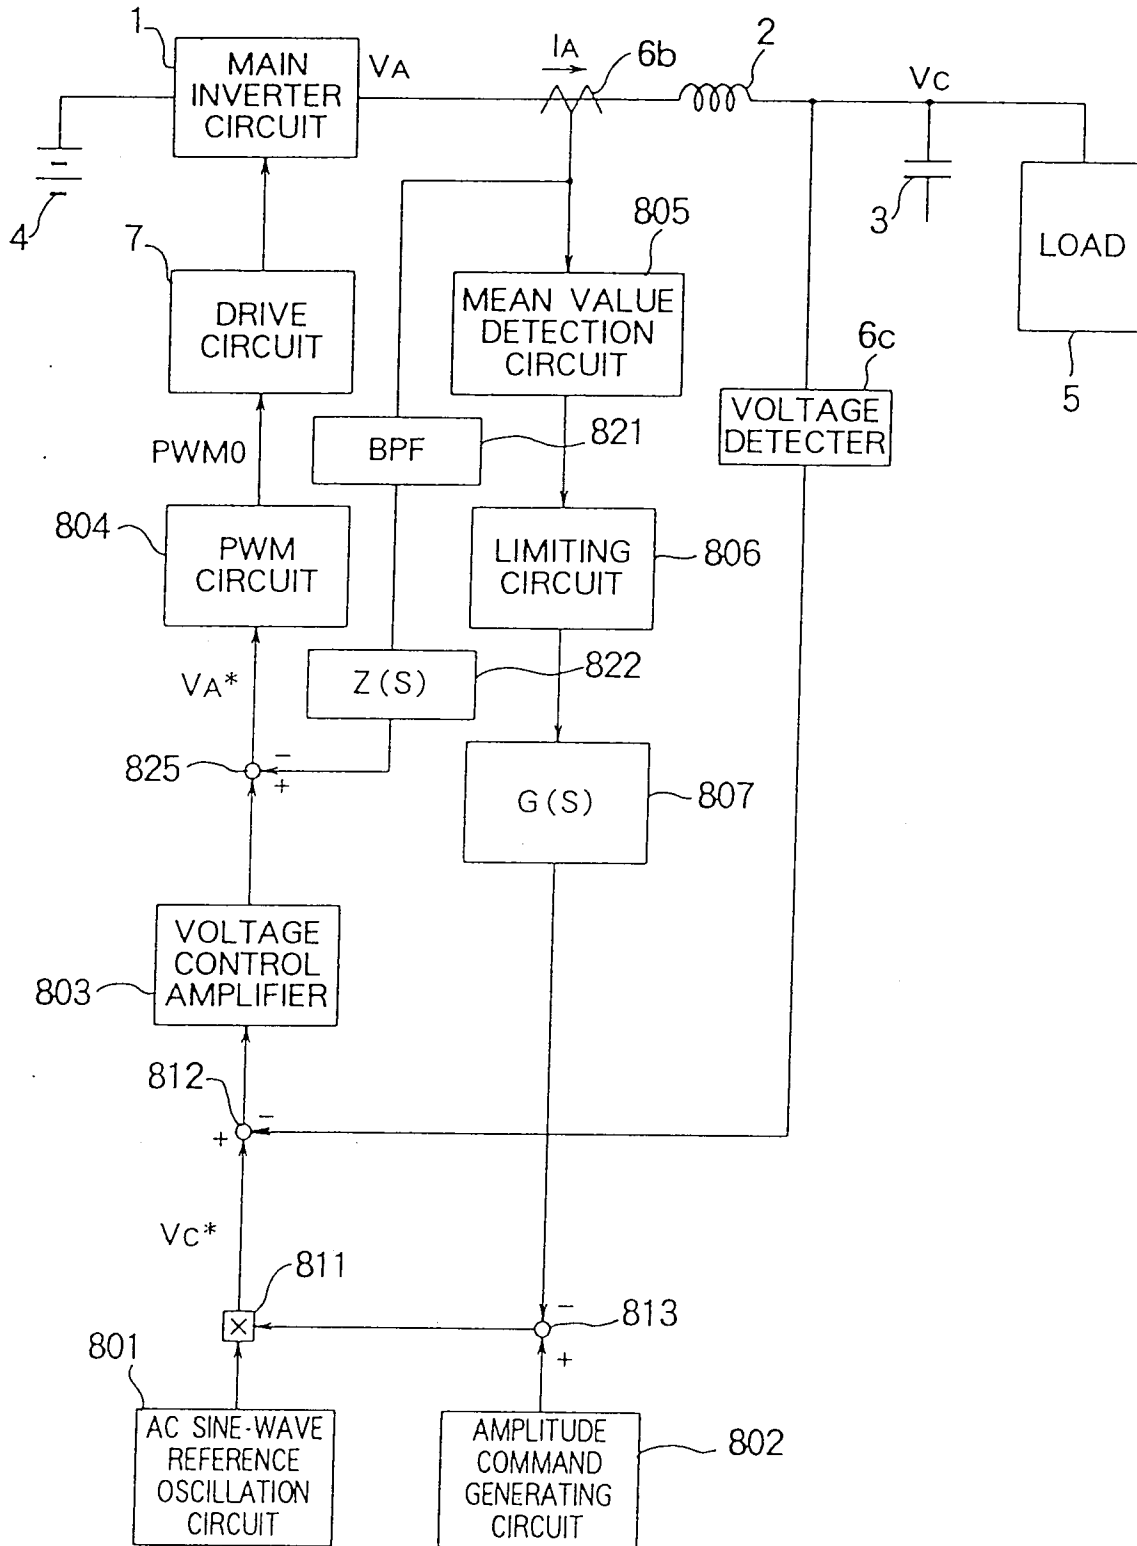 1
MAIN
INVERTER
CIRCUIT
VA
IA
6b
2
VC
4
3
LOAD
5
7
DRIVE
CIRCUIT
805
MEAN VALUE
DETECTION
CIRCUIT
6c
VOLTAGE
DETECTER
PWM0
BPF
821
804
PWM
CIRCUIT
LIMITING
CIRCUIT
806
VA*
Z(S)
822
825
-
+
G(S)
807
VOLTAGE
CONTROL
AMPLIFIER
803
812
-
+
VC*
811
×
-
813
+
801
AC SINE-WAVE
REFERENCE
OSCILLATION
CIRCUIT
AMPLITUDE
COMMAND
GENERATING
CIRCUIT
802